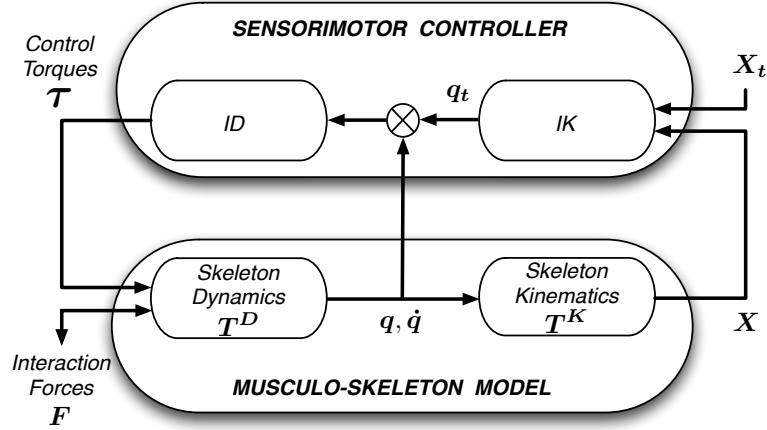 SENSORIMOTOR CONTROLLER
Control
Torques
τ
ID
q_t
IK
X_t
Skeleton
Dynamics
T^D
q, q̇
Skeleton
Kinematics
T^K
X
Interaction
Forces
F
MUSCULO-SKELETON MODEL